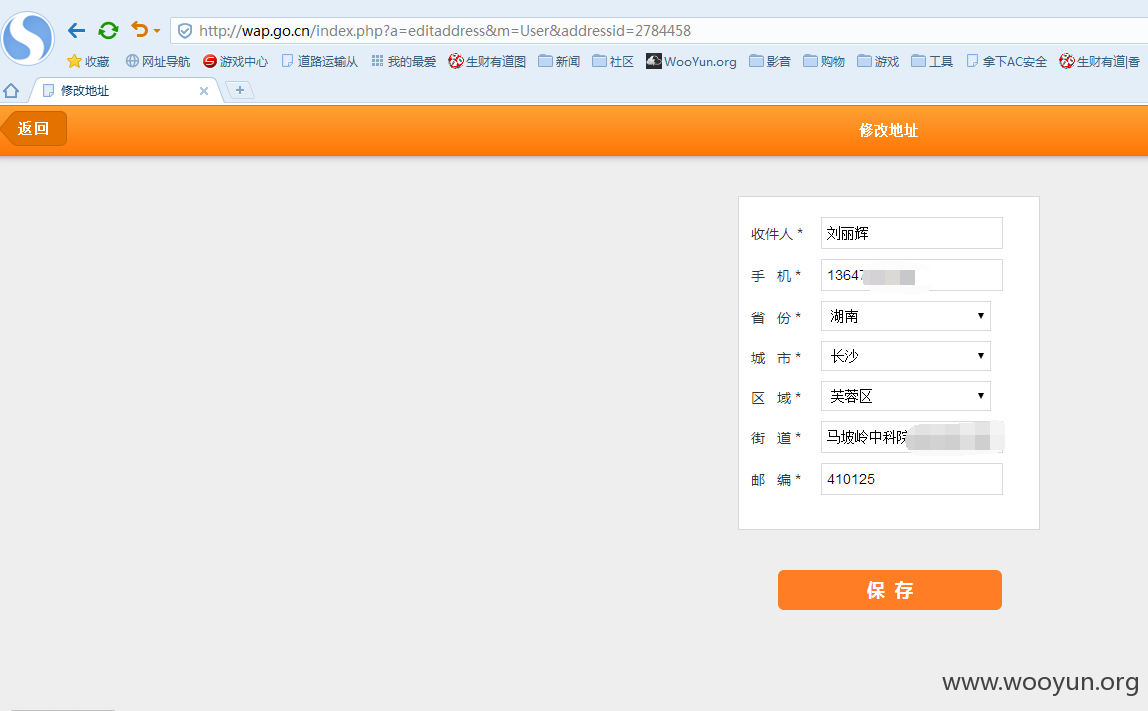 http://wap.go.cn/index.php?a=editaddress&m=User&addressid=2784458
收藏 网址导航 游戏中心 道路运输从 我的最爱 生财有道图 新闻 社区 WooYun.org 影音 购物 游戏 工具 拿下AC安全 生财有道|香
修改地址
返回 修改地址
收件人 * 刘丽辉
手 机 * 1364
省 份 * 湖南
城 市 * 长沙
区 域 * 芙蓉区
街 道 * 马坡岭中科院
邮 编 * 410125
保 存
www.wooyun.org